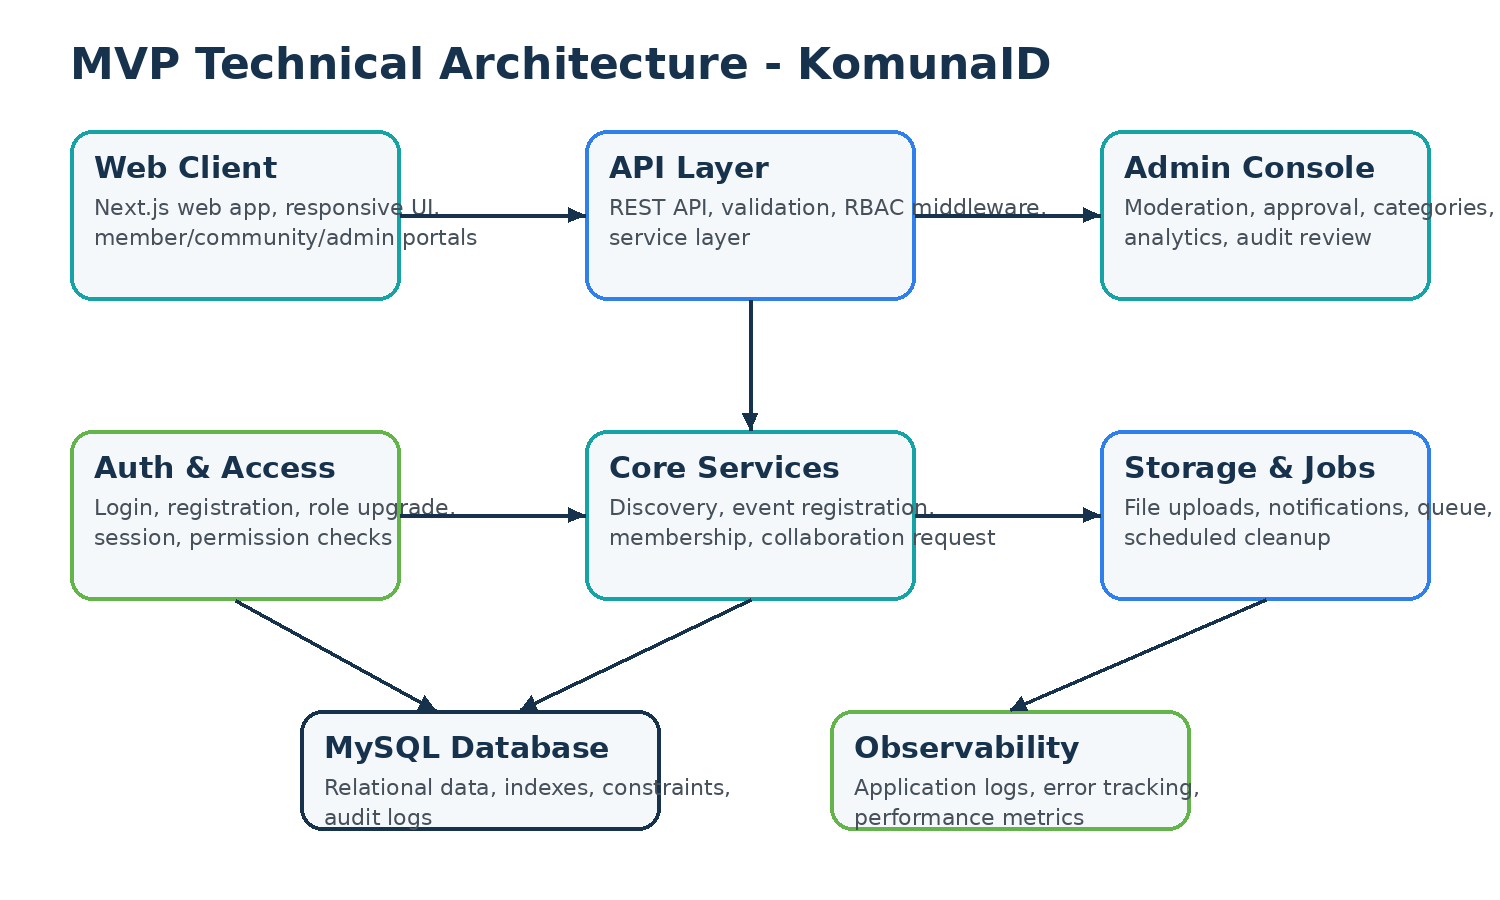 MVP Technical Architecture - KomunaID
Web Client
Next.js web app, responsive UI,
member/community/admin portals
API Layer
REST API, validation, RBAC middleware,
service layer
Admin Console
Moderation, approval, categories,
analytics, audit review
Auth & Access
Login, registration, role upgrade,
session, permission checks
Core Services
Discovery, event registration,
membership, collaboration request
Storage & Jobs
File uploads, notifications, queue,
scheduled cleanup
MySQL Database
Relational data, indexes, constraints,
audit logs
Observability
Application logs, error tracking,
performance metrics